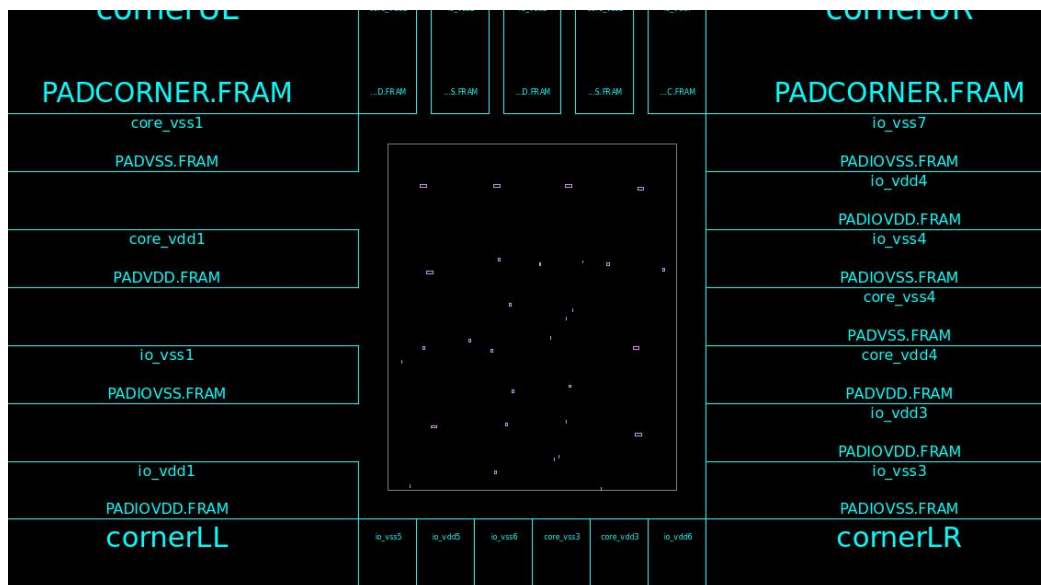 cornerUL
cornerUR
PADCORNER.FRAM
...D.FRAM
...S.FRAM
...D.FRAM
...S.FRAM
...C.FRAM
PADCORNER.FRAM
core_vss1
PADVSS.FRAM
core_vdd1
PADVDD.FRAM
io_vss1
PADIOVSS.FRAM
io_vdd1
PADIOVDD.FRAM
cornerLL
io_vss7
PADIOVSS.FRAM
io_vdd4
PADIOVDD.FRAM
io_vss4
PADIOVSS.FRAM
core_vss4
PADVSS.FRAM
core_vdd4
PADVDD.FRAM
io_vdd3
PADIOVDD.FRAM
io_vss3
PADIOVSS.FRAM
cornerLR
io_vss5
io_vdd5
io_vss6
core_vss3
core_vdd3
io_vdd6